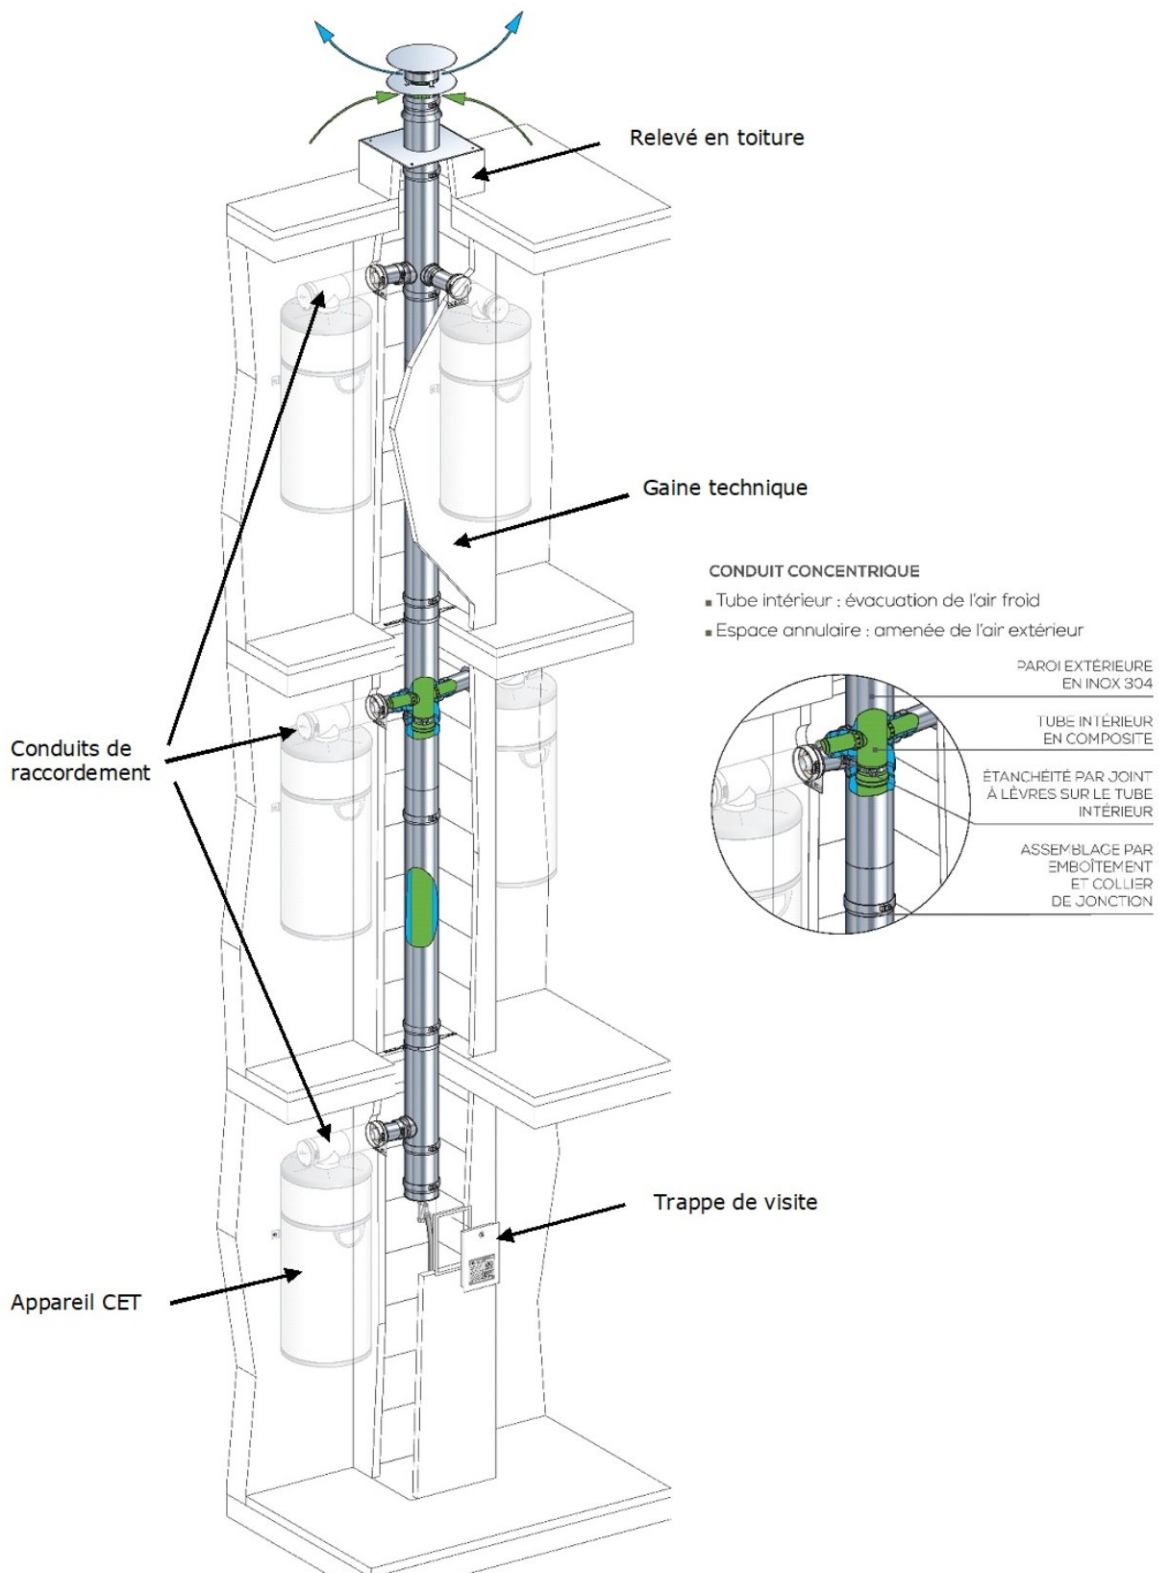 Relevé en toiture
Gaine technique
CONDUIT CONCENTRIQUE
▪ Tube intérieur : évacuation de l'air froid
▪ Espace annulaire : amenée de l'air extérieur
PAROI EXTÉRIEURE
EN INOX 304
TUBE INTÉRIEUR
EN COMPOSITE
ÉTANCHÉITÉ PAR JOINT
À LÈVRES SUR LE TUBE
INTÉRIEUR
ASSEMBLAGE PAR
EMBOÎTEMENT
ET COLLIER
DE JONCTION
Conduits de
raccordement
Trappe de visite
Appareil CET